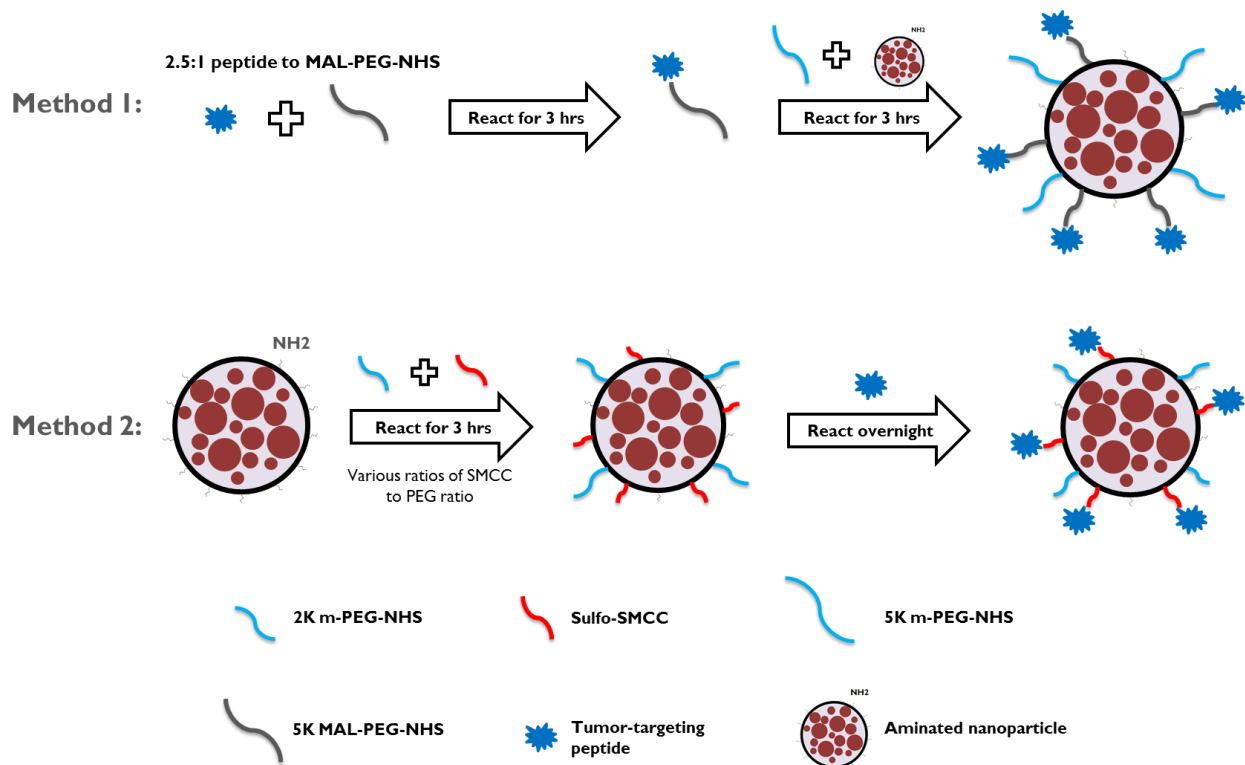 NH2
2.5:1 peptide to MAL-PEG-NHS
Method 1:
React for 3 hrs
React for 3 hrs
NH2
Method 2:
React for 3 hrs
React overnight
Various ratios of SMCC
to PEG ratio
2K m-PEG-NHS
Sulfo-SMCC
5K m-PEG-NHS
NH2
5K MAL-PEG-NHS
Tumor-targeting
peptide
Aminated nanoparticle